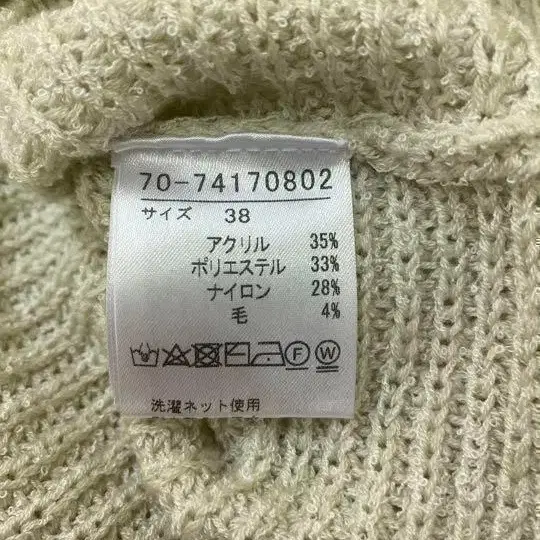 70-74170802
サイズ 38
アクリル 35%
ポリエステル 33%
ナイロン 28%
毛 4%
F W
洗濯ネット使用